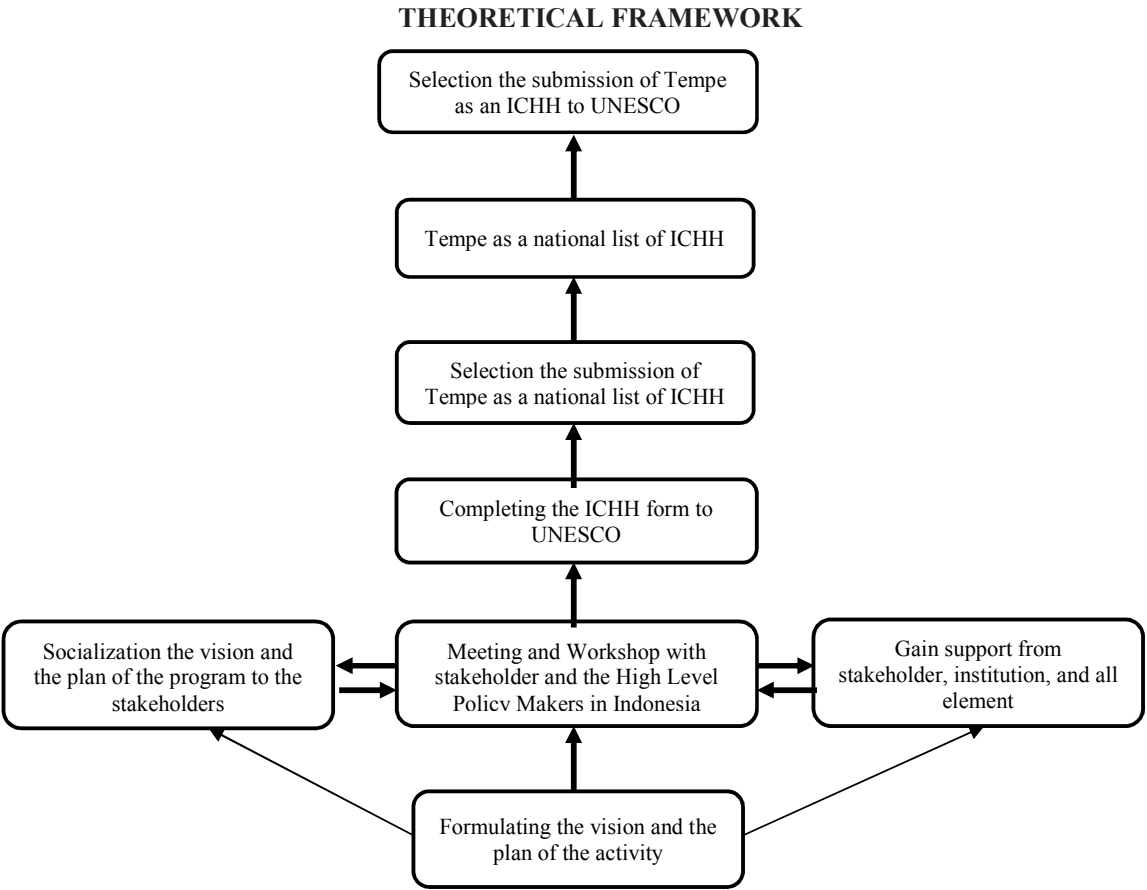 THEORETICAL FRAMEWORK
Selection the submission of Tempe
as an ICHH to UNESCO
Tempe as a national list of ICHH
Selection the submission of
Tempe as a national list of ICHH
Completing the ICHH form to
UNESCO
Socialization the vision and
the plan of the program to the
stakeholders
Meeting and Workshop with
stakeholder and the High Level
Policy Makers in Indonesia
Gain support from
stakeholder, institution, and all
element
Formulating the vision and the
plan of the activity